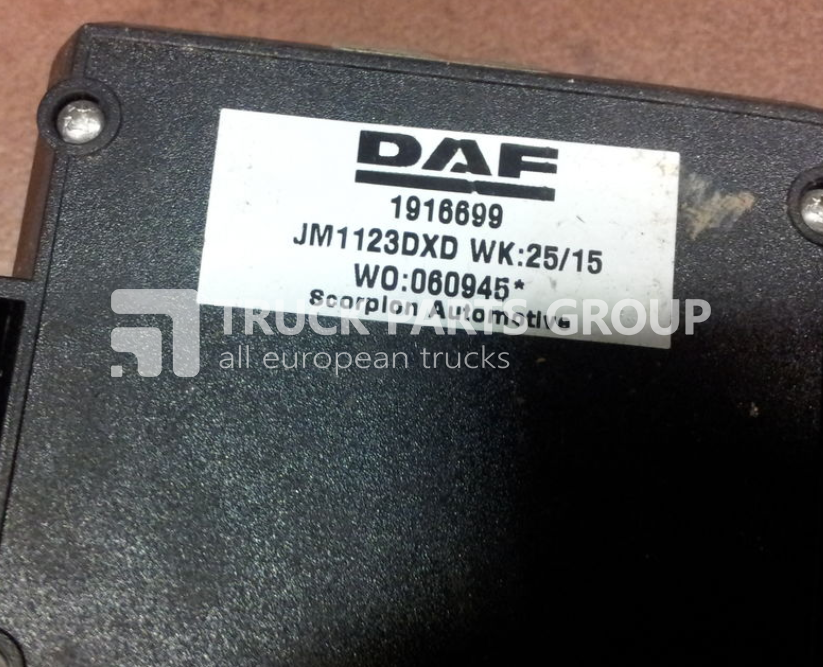 DAF
1916699
JM1123DXD WK:25/15
WO:060945*
Scorpion Automotive
TRUCK PARTS GROUP
all european trucks